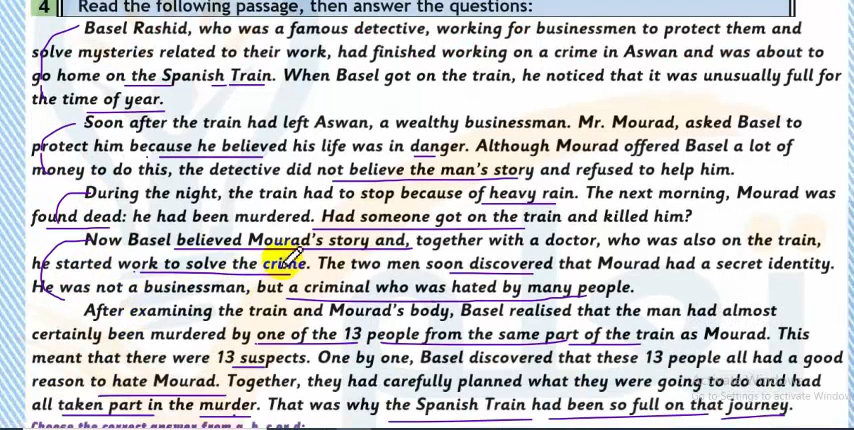 4 Read the following passage, then answer the questions:
Basel Rashid, who was a famous detective, working for businessmen to protect them and
solve mysteries related to their work, had finished working on a crime in Aswan and was about to
go home on the Spanish Train. When Basel got on the train, he noticed that it was unusually full for
the time of year.
Soon after the train had left Aswan, a wealthy businessman. Mr. Mourad, asked Basel to
protect him because he believed his life was in danger. Although Mourad offered Basel a lot of
money to do this, the detective did not believe the man's story and refused to help him.
During the night, the train had to stop because of heavy rain. The next morning, Mourad was
found dead: he had been murdered. Had someone got on the train and killed him?
Now Basel believed Mourad's story and, together with a doctor, who was also on the train,
he started work to solve the crime. The two men soon discovered that Mourad had a secret identity.
He was not a businessman, but a criminal who was hated by many people.
After examining the train and Mourad's body, Basel realised that the man had almost
certainly been murdered by one of the 13 people from the same part of the train as Mourad. This
meant that there were 13 suspects. One by one, Basel discovered that these 13 people all had a good
reason to hate Mourad. Together, they had carefully planned what they were going to do and had
Go to Settings to activate Window
all taken part in the murder. That was why the Spanish Train had been so full on that journey.
Choose the correct answer from a, b, c or d: